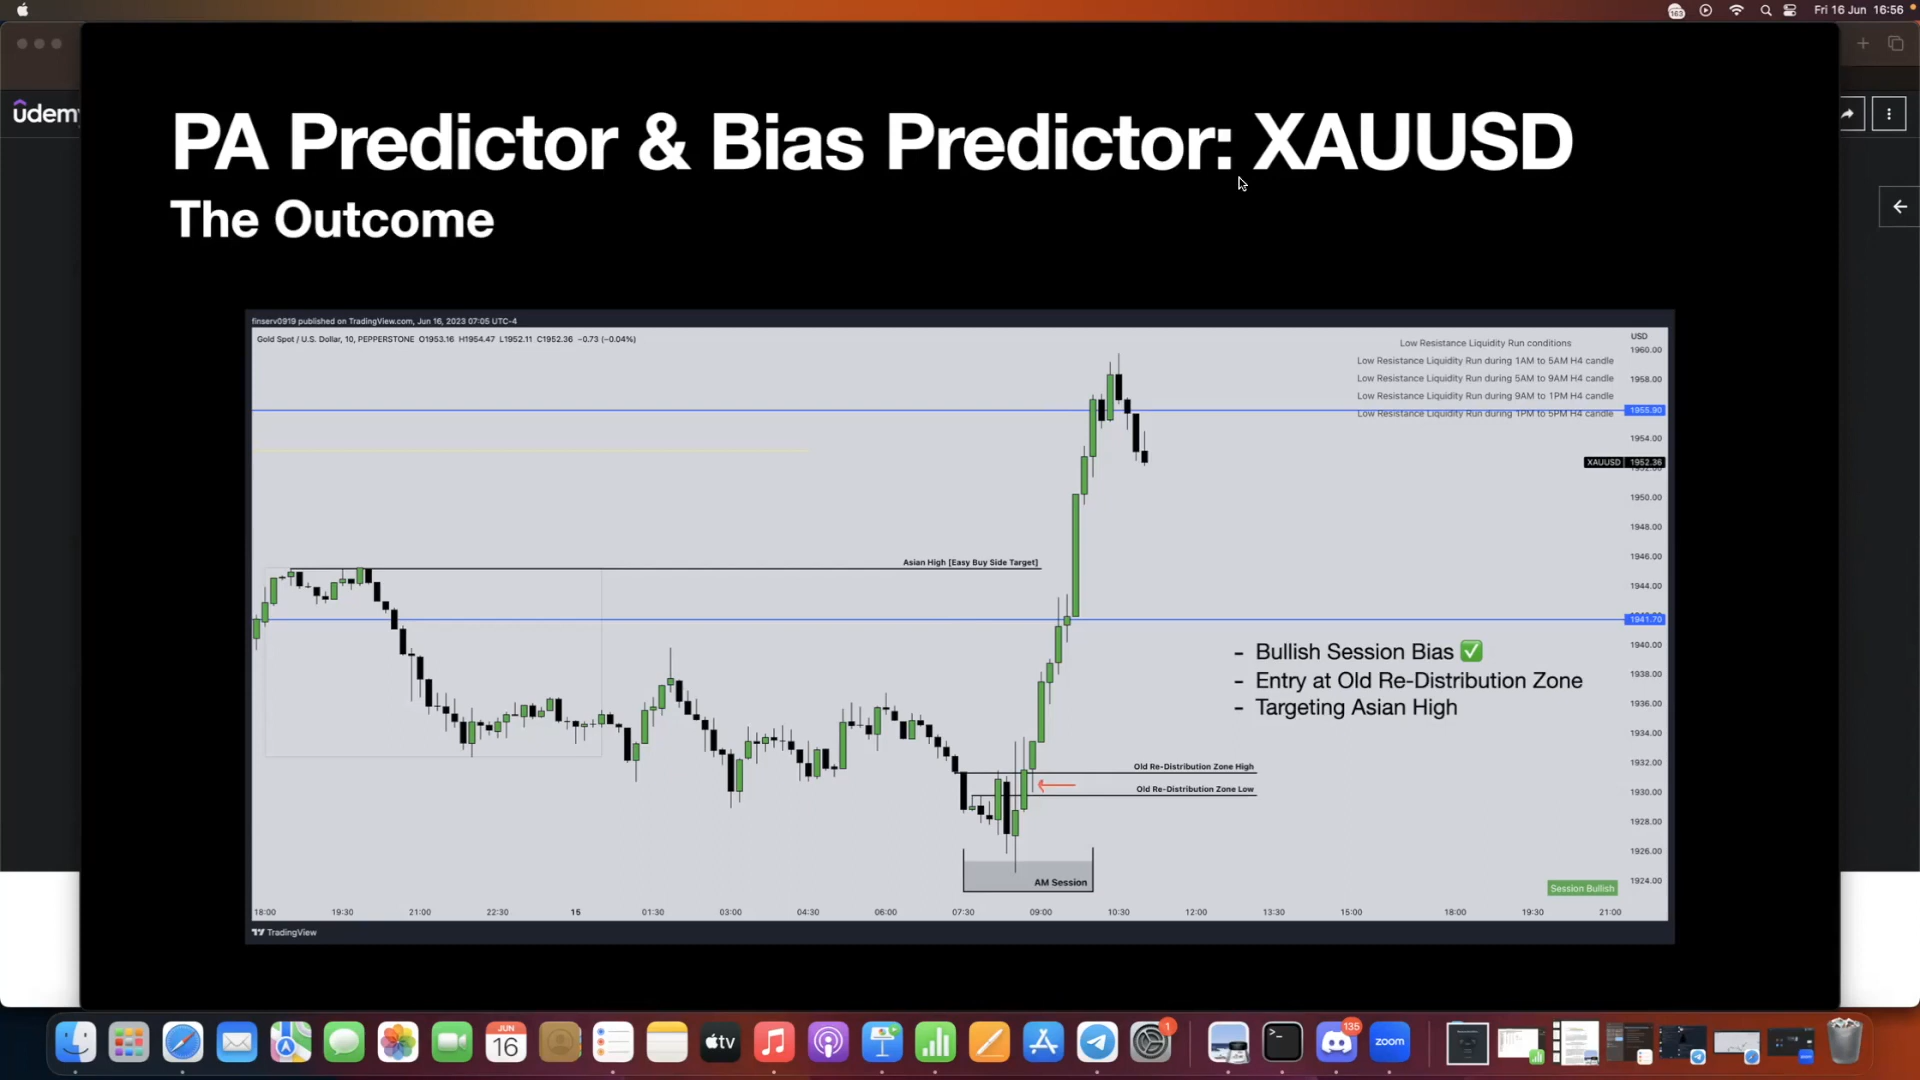 163
Fri 16 Jun 16:56
udemy
PA Predictor & Bias Predictor: XAUUSD
The Outcome
finserv0919 published on TradingView.com, Jun 16, 2023 07:05 UTC-4
Gold Spot / U.S. Dollar, 10, PEPPERSTONE O1953.16 H1954.47 L1952.11 C1952.36 −0.73 (−0.04%)
USD
Low Resistance Liquidity Run conditions
Low Resistance Liquidity Run during 1AM to 5AM H4 candle
Low Resistance Liquidity Run during 5AM to 9AM H4 candle
Low Resistance Liquidity Run during 9AM to 1PM H4 candle
Low Resistance Liquidity Run during 1PM to 5PM H4 candle
1960.00
1958.00
1955.90
1954.00
XAUUSD 1952.36
1950.00
1948.00
1946.00
1944.00
1941.70
1940.00
1938.00
1936.00
1934.00
1932.00
1930.00
1928.00
1926.00
1924.00
Asian High [Easy Buy Side Target]
- Bullish Session Bias ✅
- Entry at Old Re-Distribution Zone
- Targeting Asian High
Old Re-Distribution Zone High
Old Re-Distribution Zone Low
AM Session
Session Bullish
18:00 19:30 21:00 22:30 15 01:30 03:00 04:30 06:00 07:30 09:00 10:30 12:00 13:30 15:00 18:00 19:30 21:00
TradingView
JUN
16
tv
1
135
zoom